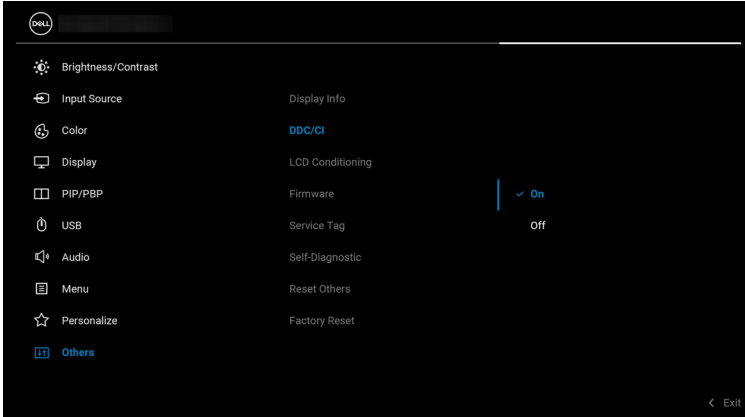 DELL
Brightness/Contrast
Input Source
Display Info
Color
DDC/CI
Display
LCD Conditioning
PIP/PBP
Firmware
✓ On
USB
Service Tag
Off
Audio
Self-Diagnostic
Menu
Reset Others
Personalize
Factory Reset
Others
< Exit